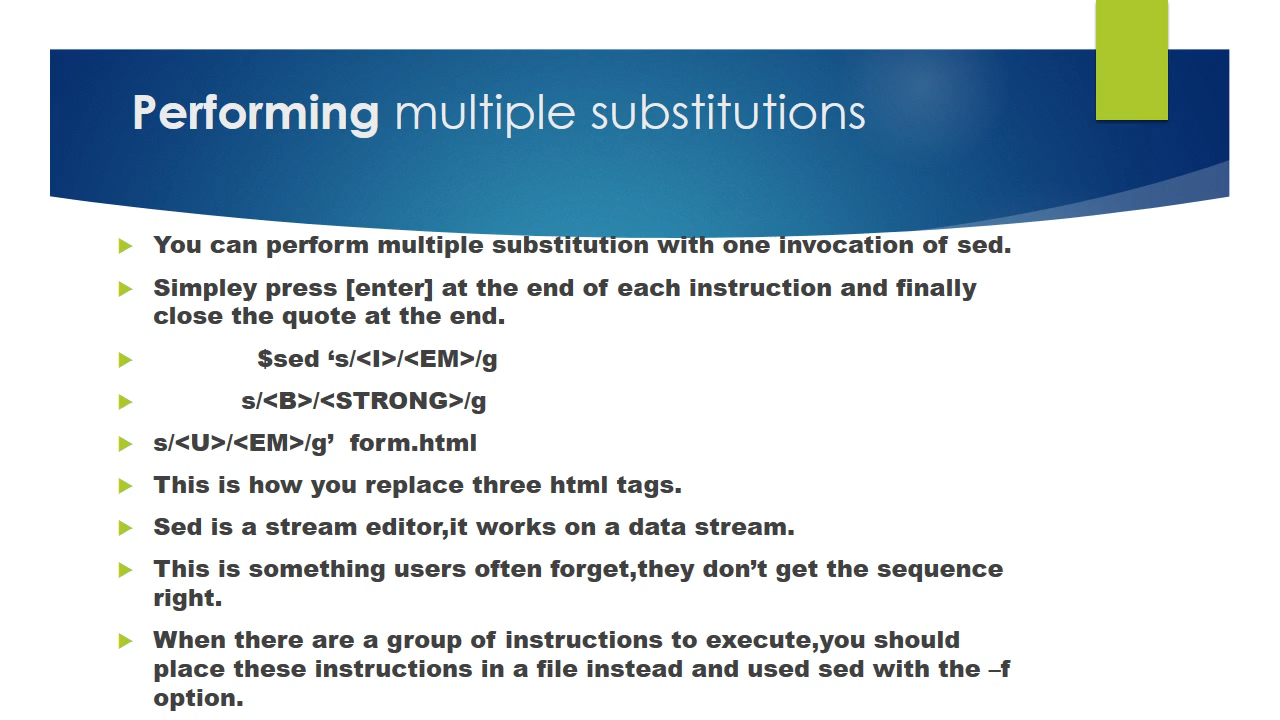 Performing multiple substitutions
You can perform multiple substitution with one invocation of sed.
Simpley press [enter] at the end of each instruction and finally
close the quote at the end.
$sed ‘s/<I>/<EM>/g
s/<B>/<STRONG>/g
s/<U>/<EM>/g’ form.html
This is how you replace three html tags.
Sed is a stream editor,it works on a data stream.
This is something users often forget,they don’t get the sequence
right.
When there are a group of instructions to execute,you should
place these instructions in a file instead and used sed with the –f
option.